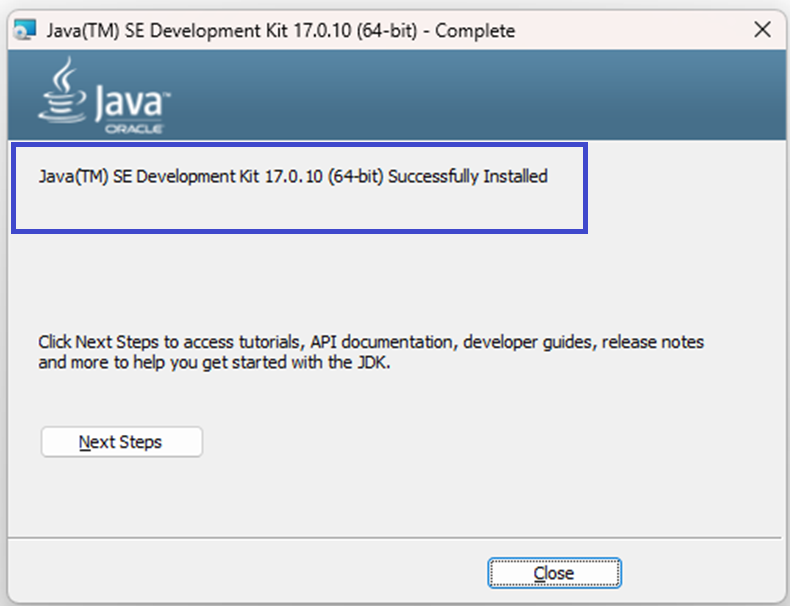 Java(TM) SE Development Kit 17.0.10 (64-bit) - Complete
Java™
ORACLE
Java(TM) SE Development Kit 17.0.10 (64-bit) Successfully Installed
Click Next Steps to access tutorials, API documentation, developer guides, release notes
and more to help you get started with the JDK.
Next Steps
Close